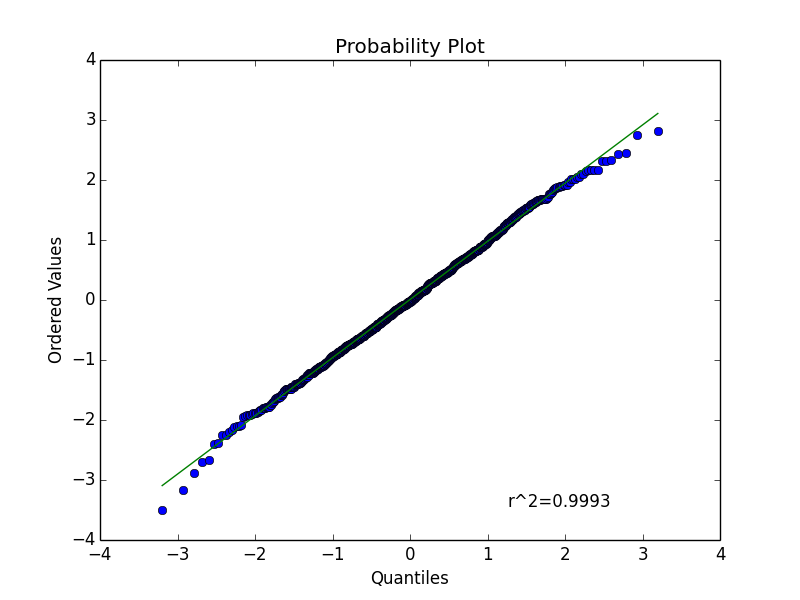 Probability Plot
4
3
2
1
0
−1
−2
−3
−4
Ordered Values
r^2=0.9993
−4 −3 −2 −1 0 1 2 3 4
Quantiles